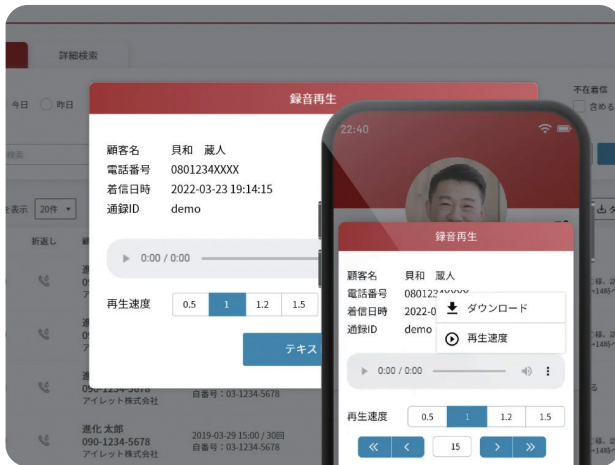 詳細検索
今日
昨日
不在着信
含める
検索
表示
20件
折返し
録音再生
顧客名 貝和 蔵人
電話番号 0801234XXXX
着信日時 2022-03-23 19:14:15
通録ID demo
0:00 / 0:00
再生速度 0.5 1 1.2 1.5
テキス
090-1234-5678
アイレット株式会社
自番号：03-1234-5678
進化 太郎
090-1234-5678
アイレット株式会社
2019-03-29 15:00 / 30回
自番号：03-1234-5678
22:40
録音再生
顧客名 貝和 蔵人
電話番号 0801234XXXX
着信日時 2022-0
通録ID demo
ダウンロード
再生速度
0:00 / 0:00
再生速度 0.5 1 1.2 1.5
15